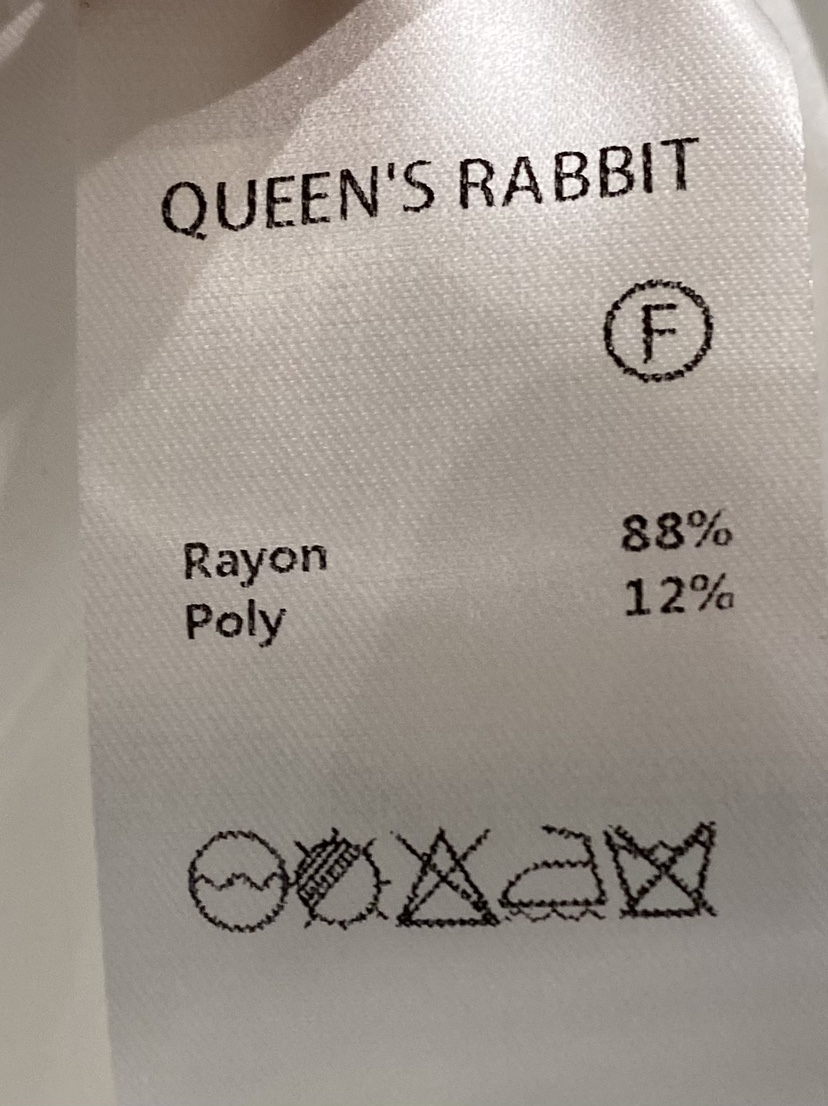 QUEEN'S RABBIT
F
Rayon 88%
Poly 12%